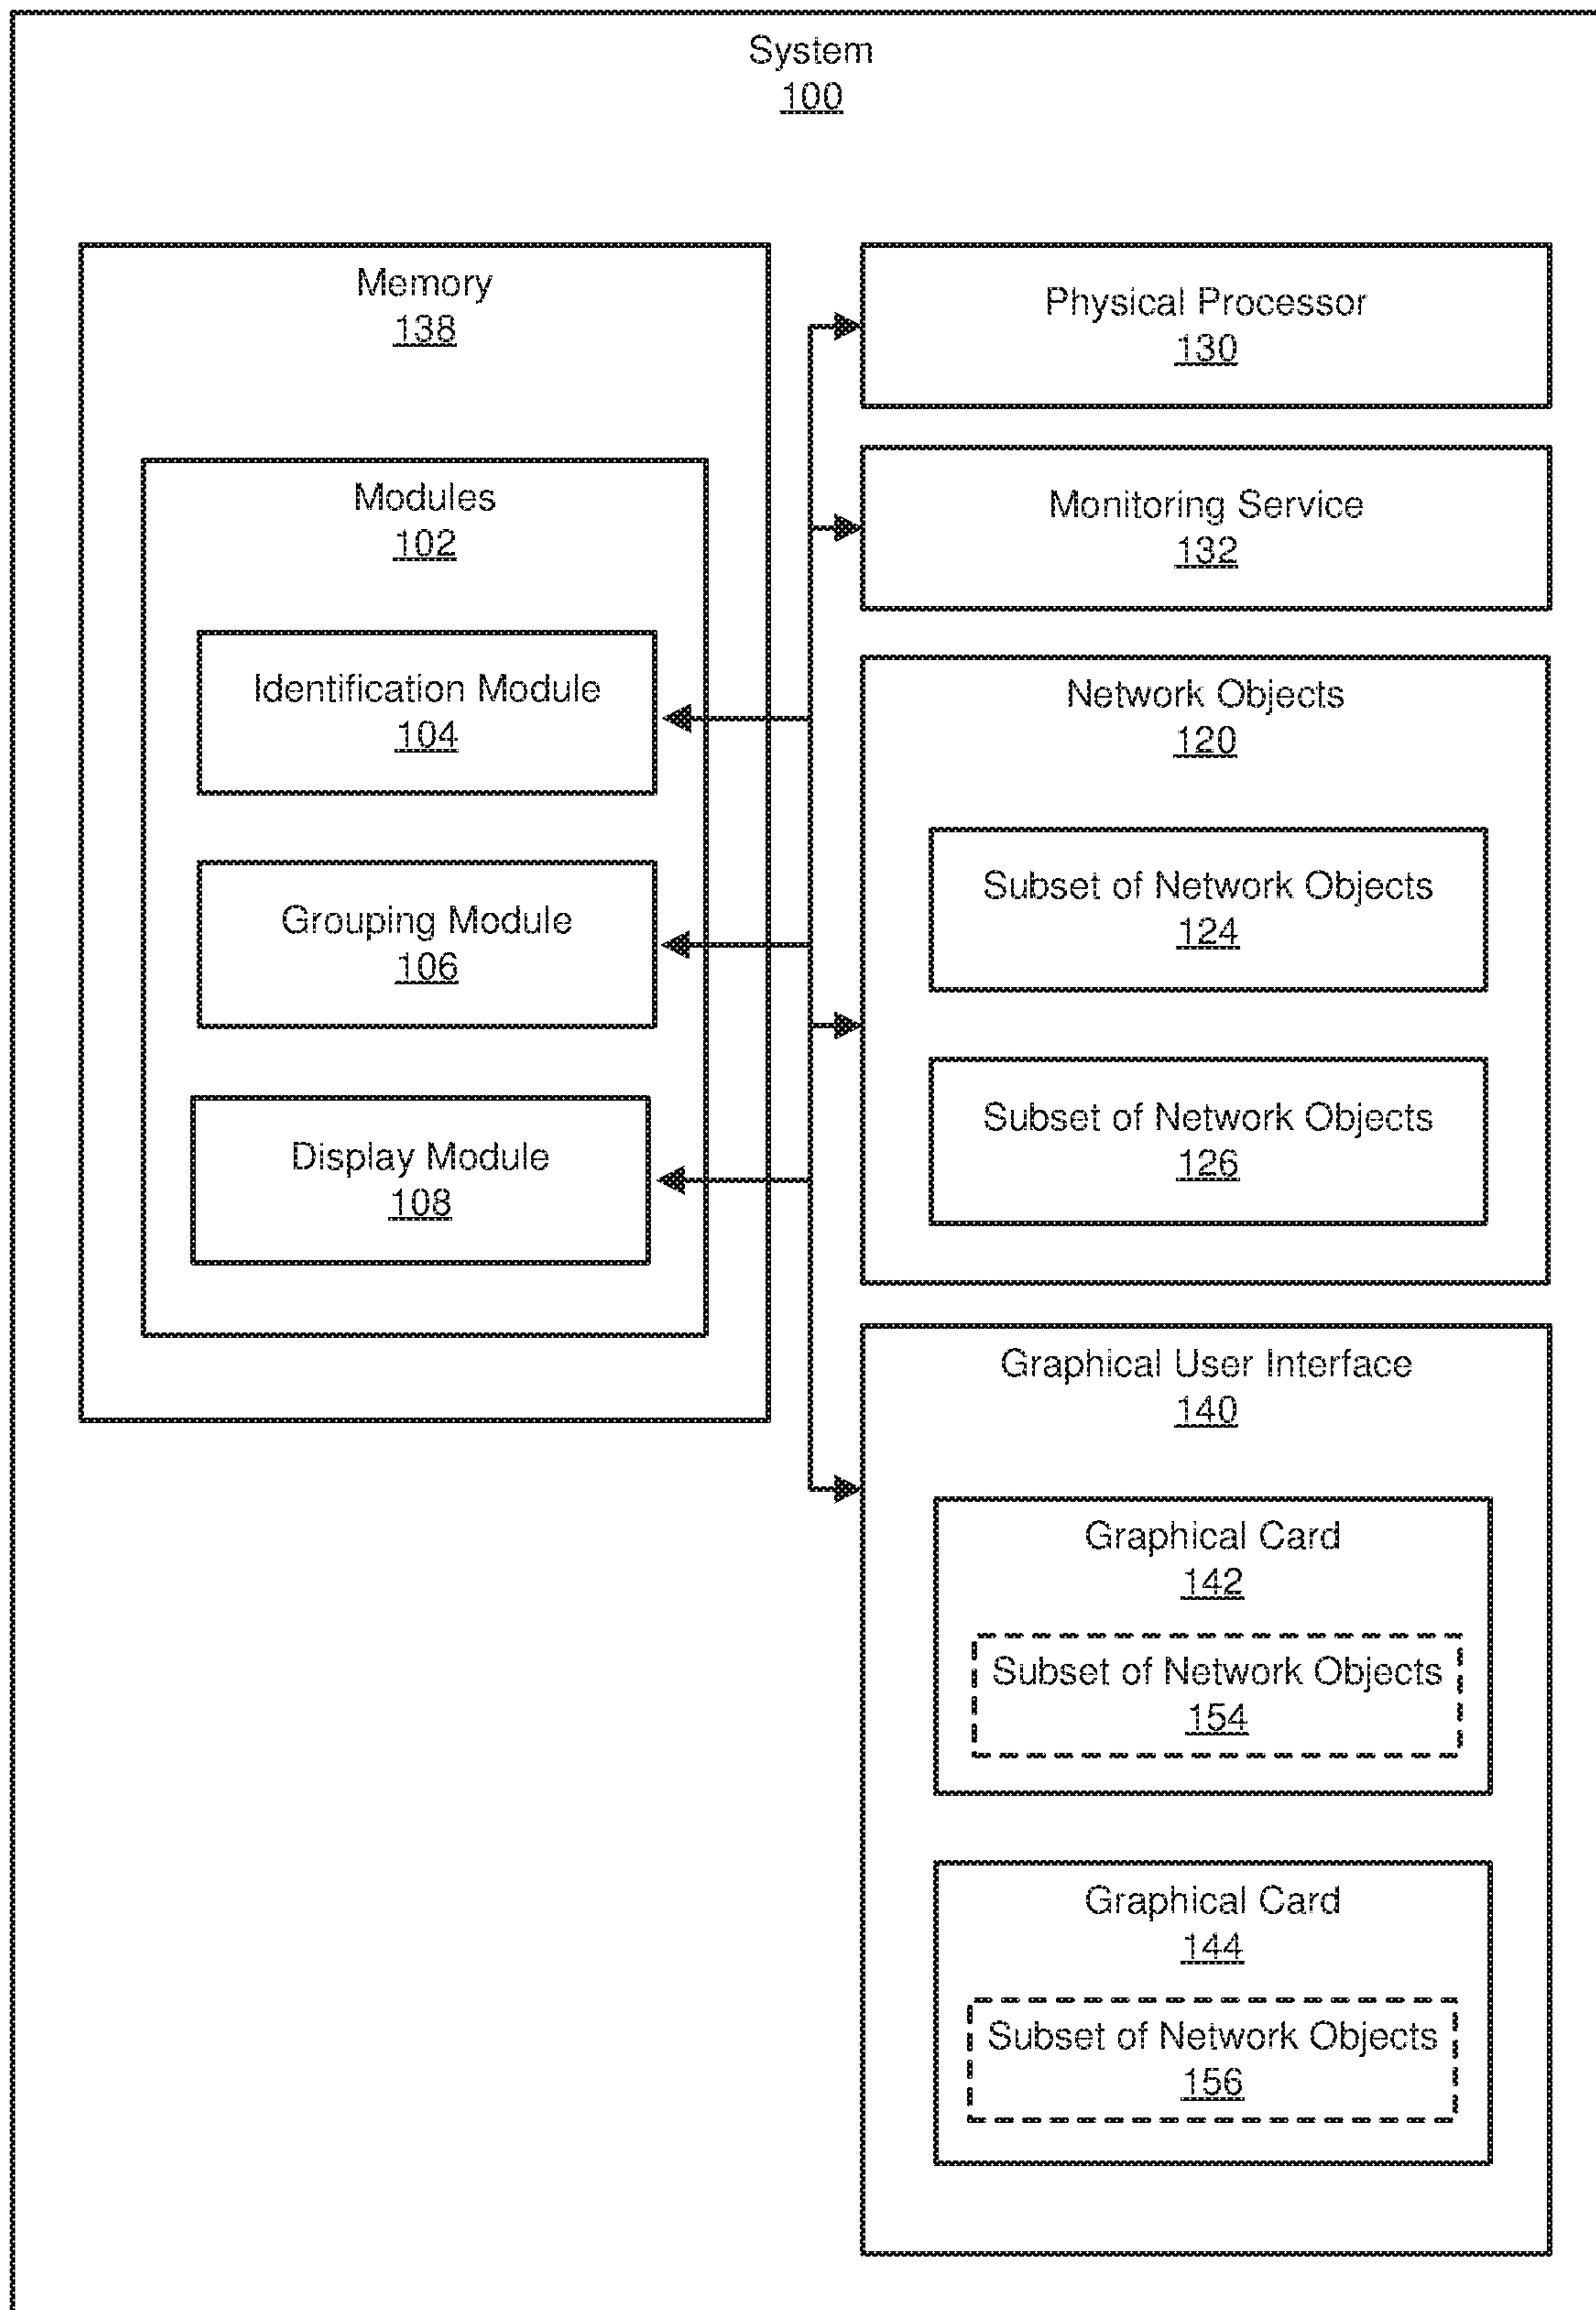 System
100
Memory
138
Modules
102
Identification Module
104
Grouping Module
106
Display Module
108
Physical Processor
130
Monitoring Service
132
Network Objects
120
Subset of Network Objects
124
Subset of Network Objects
126
Graphical User Interface
140
Graphical Card
142
Subset of Network Objects
154
Graphical Card
144
Subset of Network Objects
156